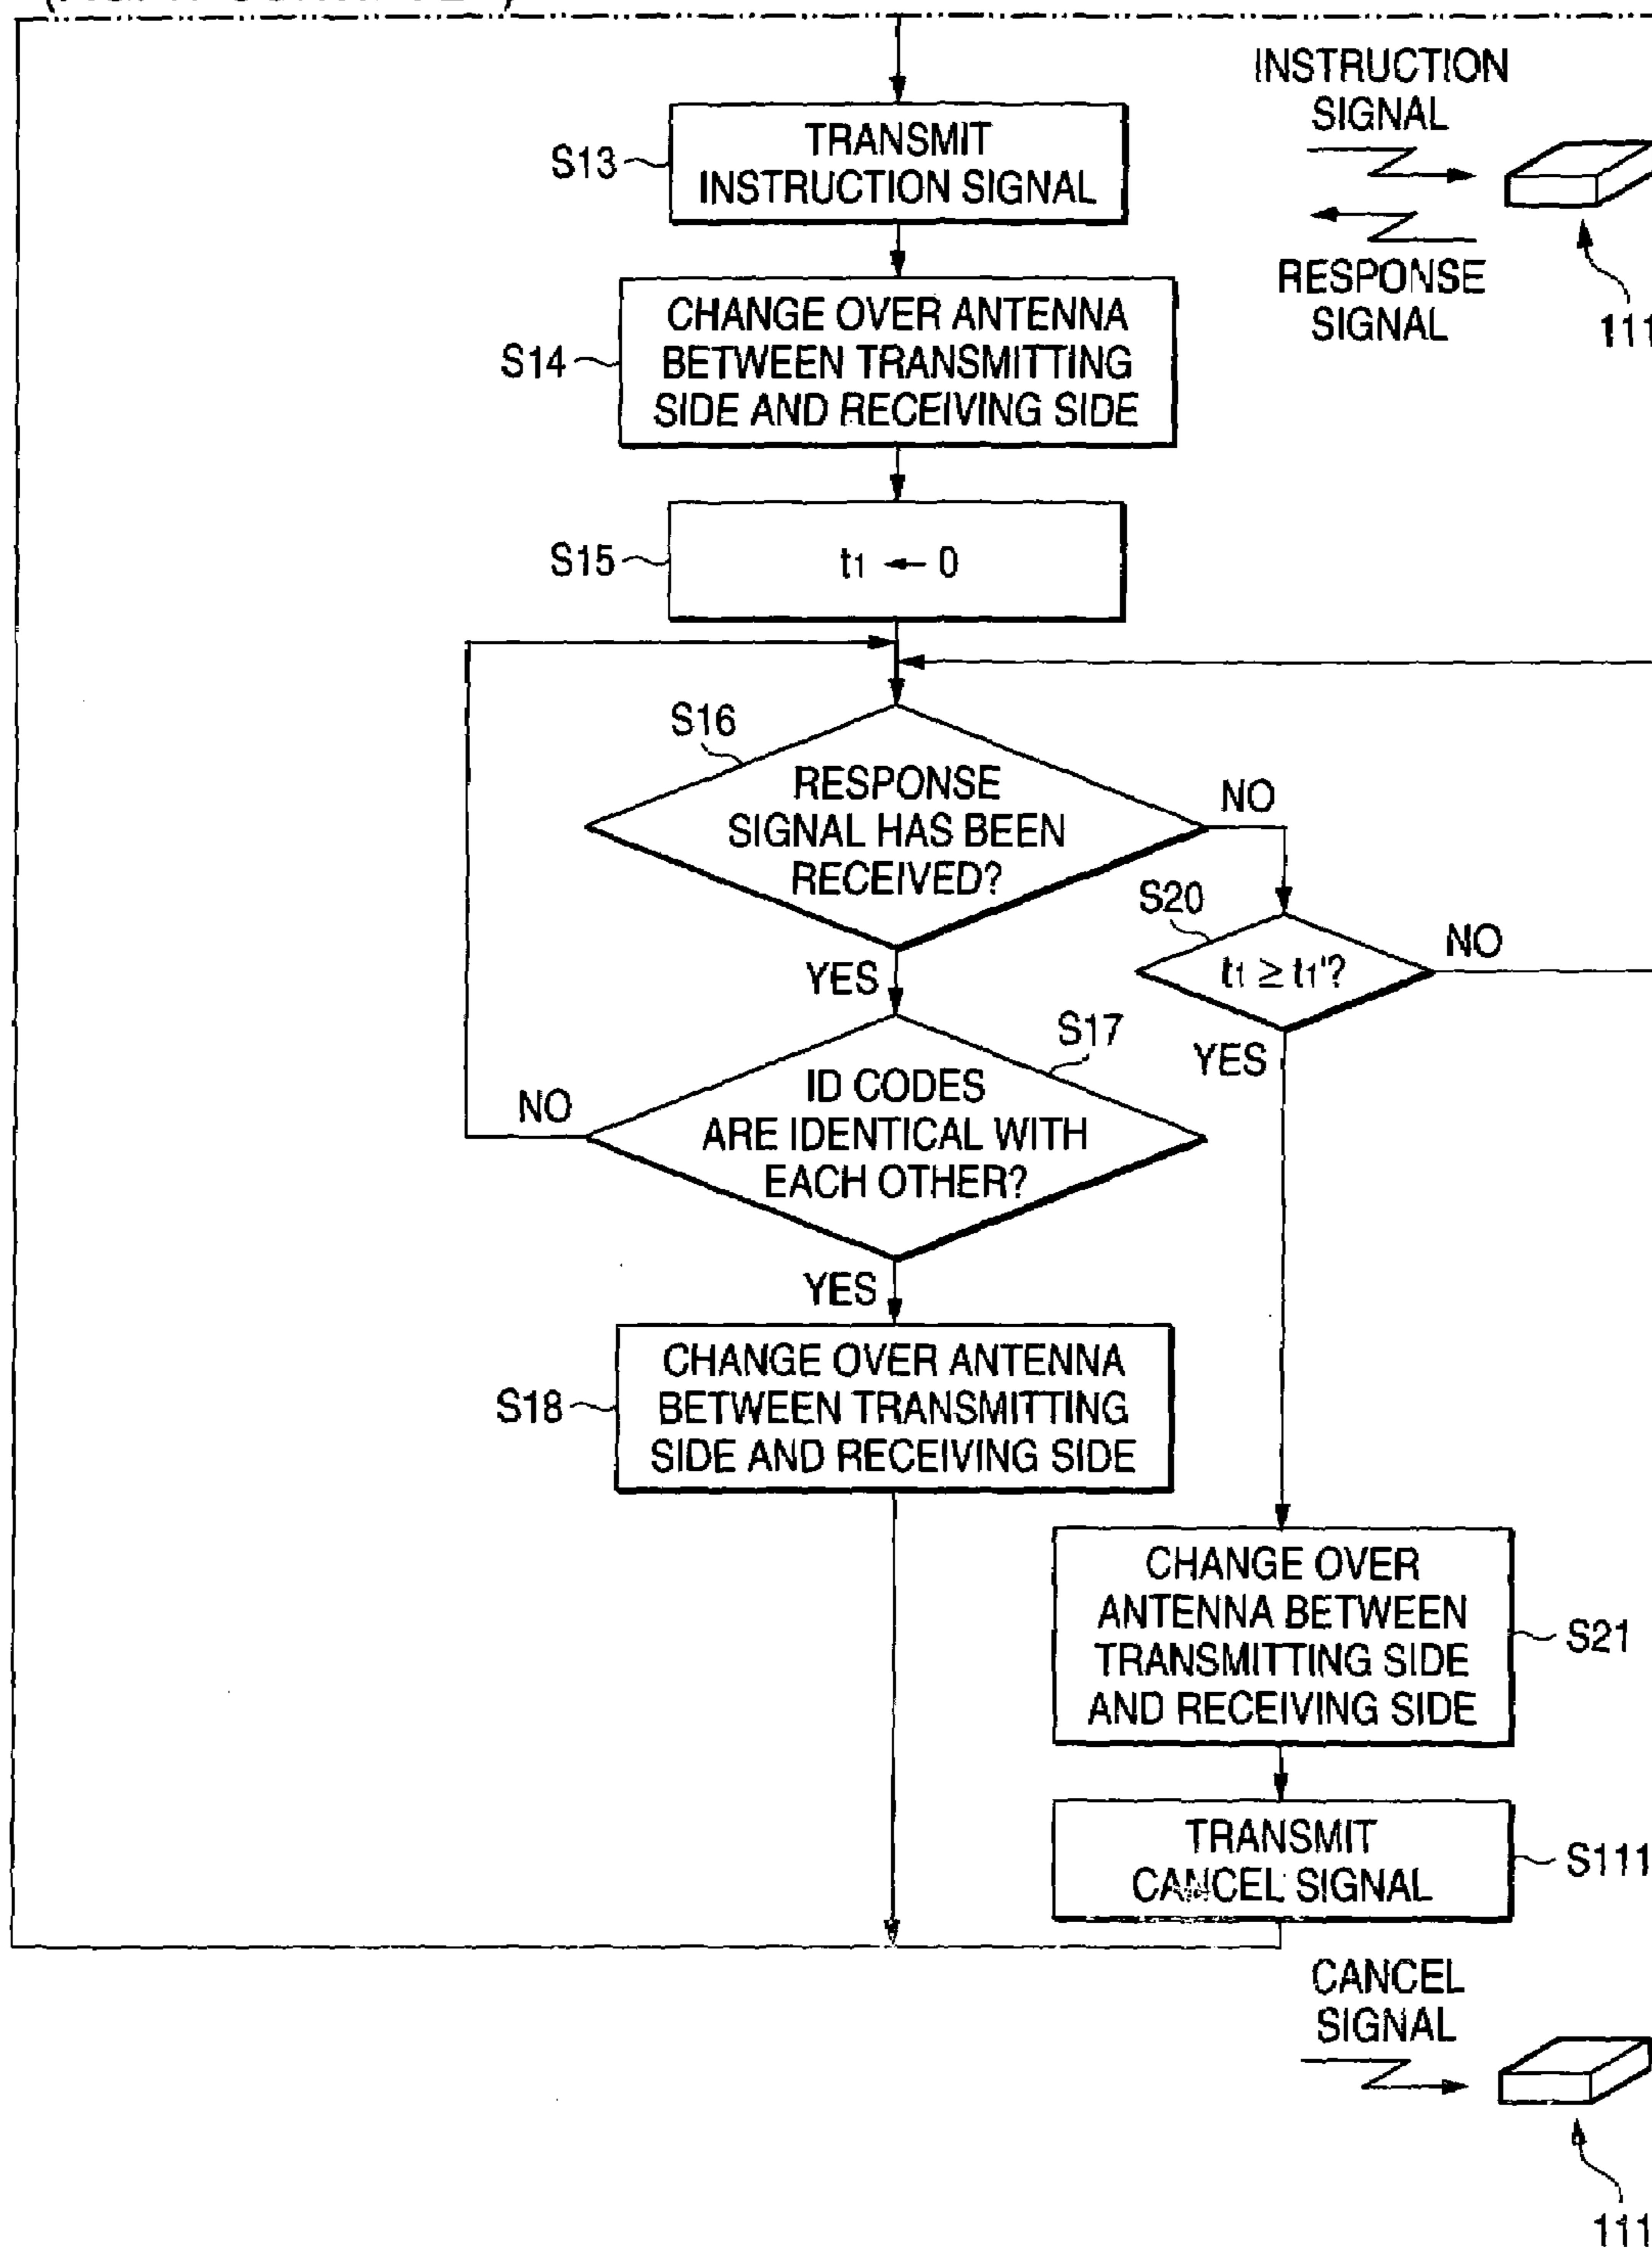 INSTRUCTION
SIGNAL
S13
TRANSMIT
INSTRUCTION SIGNAL
RESPONSE
SIGNAL
111
S14
CHANGE OVER ANTENNA
BETWEEN TRANSMITTING
SIDE AND RECEIVING SIDE
S15
t1 ← 0
S16
RESPONSE
SIGNAL HAS BEEN
RECEIVED?
NO
YES
S20
t1 ≥ t1'?
NO
YES
S17
ID CODES
ARE IDENTICAL WITH
EACH OTHER?
NO
YES
S18
CHANGE OVER ANTENNA
BETWEEN TRANSMITTING
SIDE AND RECEIVING SIDE
CHANGE OVER
ANTENNA BETWEEN
TRANSMITTING SIDE
AND RECEIVING SIDE
S21
TRANSMIT
CANCEL SIGNAL
S111
CANCEL
SIGNAL
111